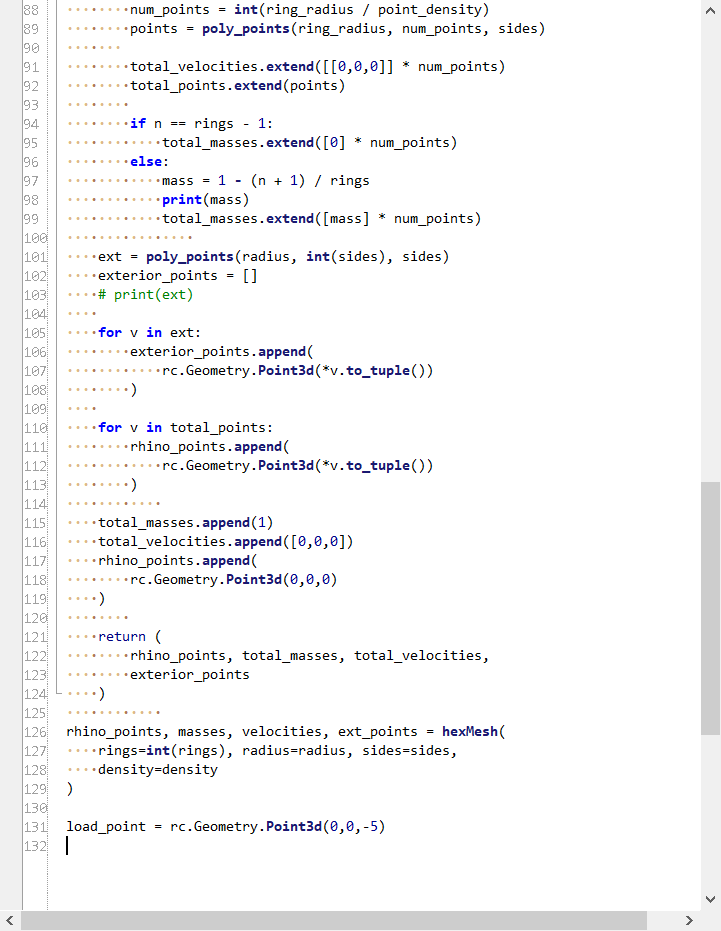 88 num_points = int(ring_radius / point_density)
89 points = poly_points(ring_radius, num_points, sides)
90
91 total_velocities.extend([[0,0,0]] * num_points)
92 total_points.extend(points)
93
94 if n == rings - 1:
95 total_masses.extend([0] * num_points)
96 else:
97 mass = 1 - (n + 1) / rings
98 print(mass)
99 total_masses.extend([mass] * num_points)
100
101 ext = poly_points(radius, int(sides), sides)
102 exterior_points = []
103 # print(ext)
104
105 for v in ext:
106 exterior_points.append(
107 rc.Geometry.Point3d(*v.to_tuple())
108 )
109
110 for v in total_points:
111 rhino_points.append(
112 rc.Geometry.Point3d(*v.to_tuple())
113 )
114
115 total_masses.append(1)
116 total_velocities.append([0,0,0])
117 rhino_points.append(
118 rc.Geometry.Point3d(0,0,0)
119 )
120
121 return (
122 rhino_points, total_masses, total_velocities,
123 exterior_points
124 )
125
126 rhino_points, masses, velocities, ext_points = hexMesh(
127 rings=int(rings), radius=radius, sides=sides,
128 density=density
129 )
130
131 load_point = rc.Geometry.Point3d(0,0,-5)
132